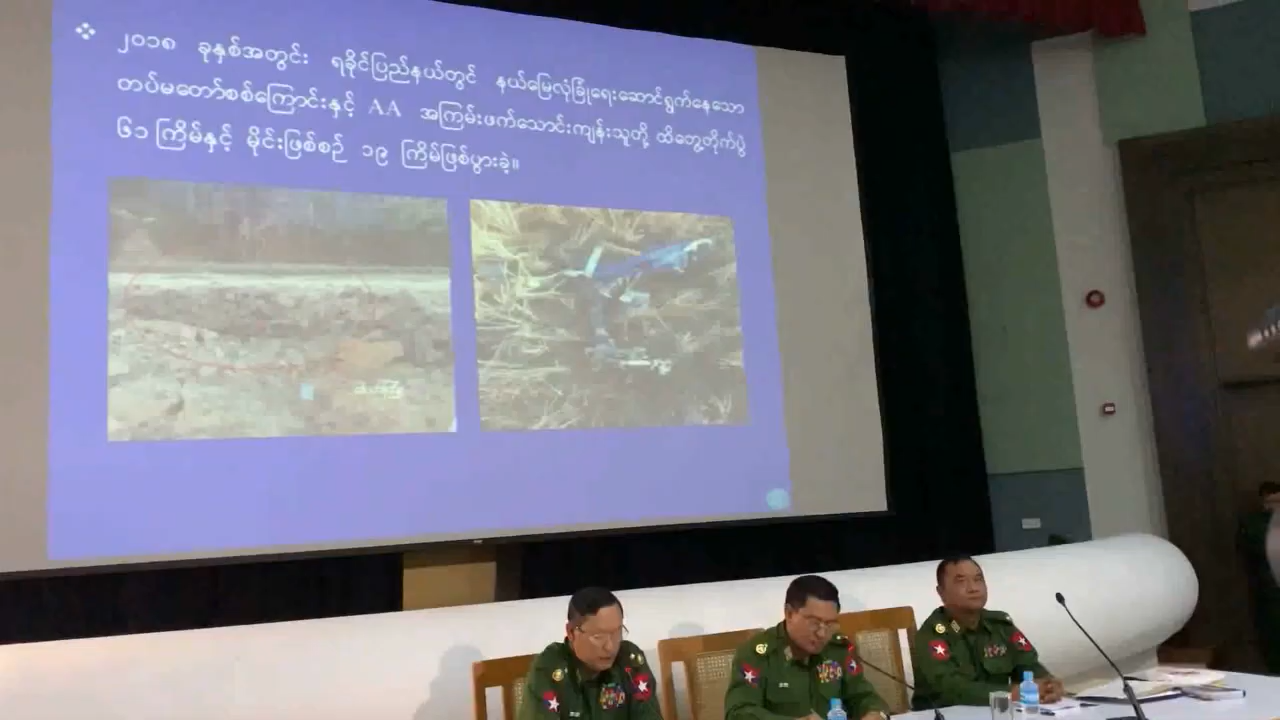 ❖ ၂၀၁၈ ခုနှစ်အတွင်း ရခိုင်ပြည်နယ်တွင် နယ်မြေလုံခြုံရေးဆောင်ရွက်နေသော
တပ်မတော်စစ်ကြောင်းနှင့် AA အကြမ်းဖက်သောင်းကျန်းသူတို့ ထိတွေ့တိုက်ပွဲ
၆၁ ကြိမ်နှင့် မိုင်းဖြစ်စဉ် ၁၉ ကြိမ်ဖြစ်ပွားခဲ့။